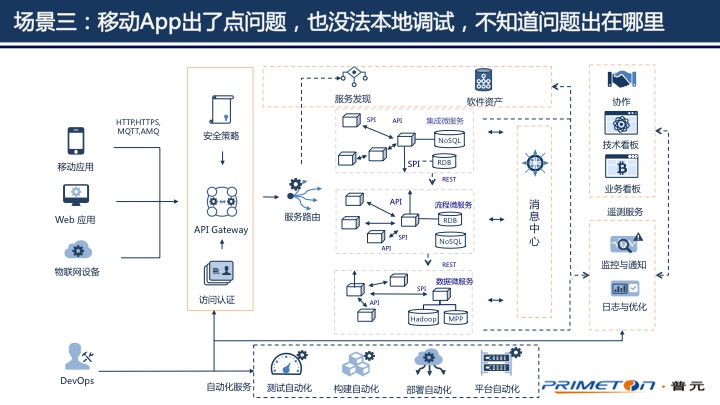 场景三：移动App出了点问题，也没法本地调试，不知道问题出在哪里
移动应用
Web 应用
物联网设备
DevOps
HTTP,HTTPS,
MQTT,AMQ
安全策略
API Gateway
访问认证
自动化服务
服务路由
服务发现
软件资产
SPI
API
集成微服务
NoSQL
SPI
RDB
REST
API
流程微服务
RDB
SPI
NoSQL
API
REST
数据微服务
SPI
API
Hadoop
MPP
消息中心
协作
技术看板
业务看板
遥测服务
监控与通知
日志与优化
测试自动化
构建自动化
部署自动化
平台自动化
PRIMETON · 普元